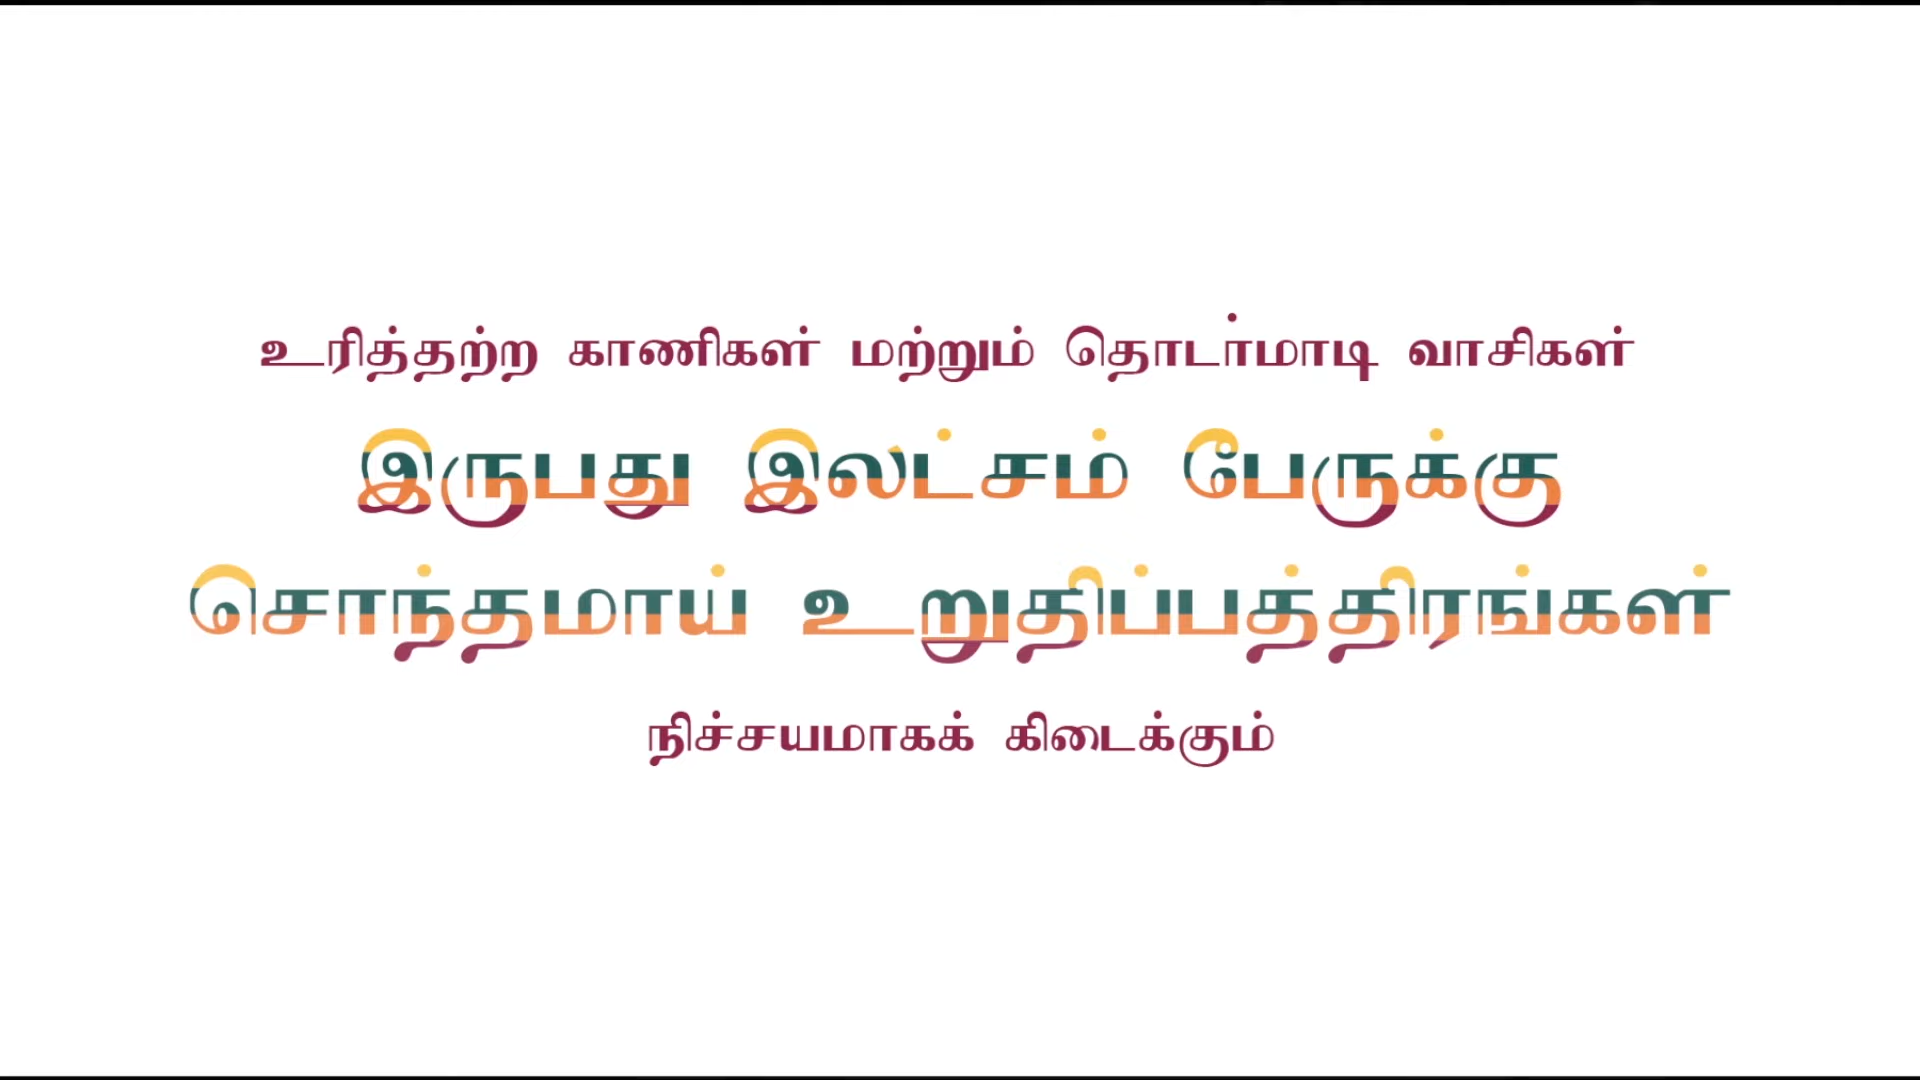 உரித்தற்ற காணிகள் மற்றும் தொடர்மாடி வாசிகள்
இருபது இலட்சம் பேருக்கு
சொந்தமாய் உறுதிப்பத்திரங்கள்
நிச்சயமாகக் கிடைக்கும்